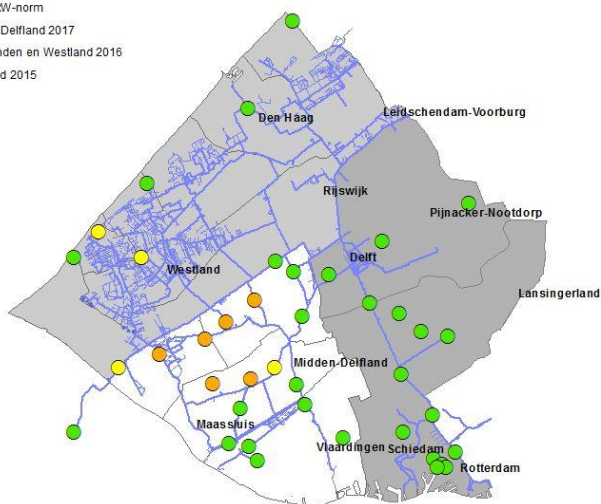 W-norm
Delfland 2017
nden en Westland 2016
d 2015
Den Haag
Leidschendam-Voorburg
Rijswijk
Pijnacker-Nootdorp
Westland
Delft
Lansingerland
Midden-Delfland
Maassluis
Vlaardingen Schiedam
Rotterdam